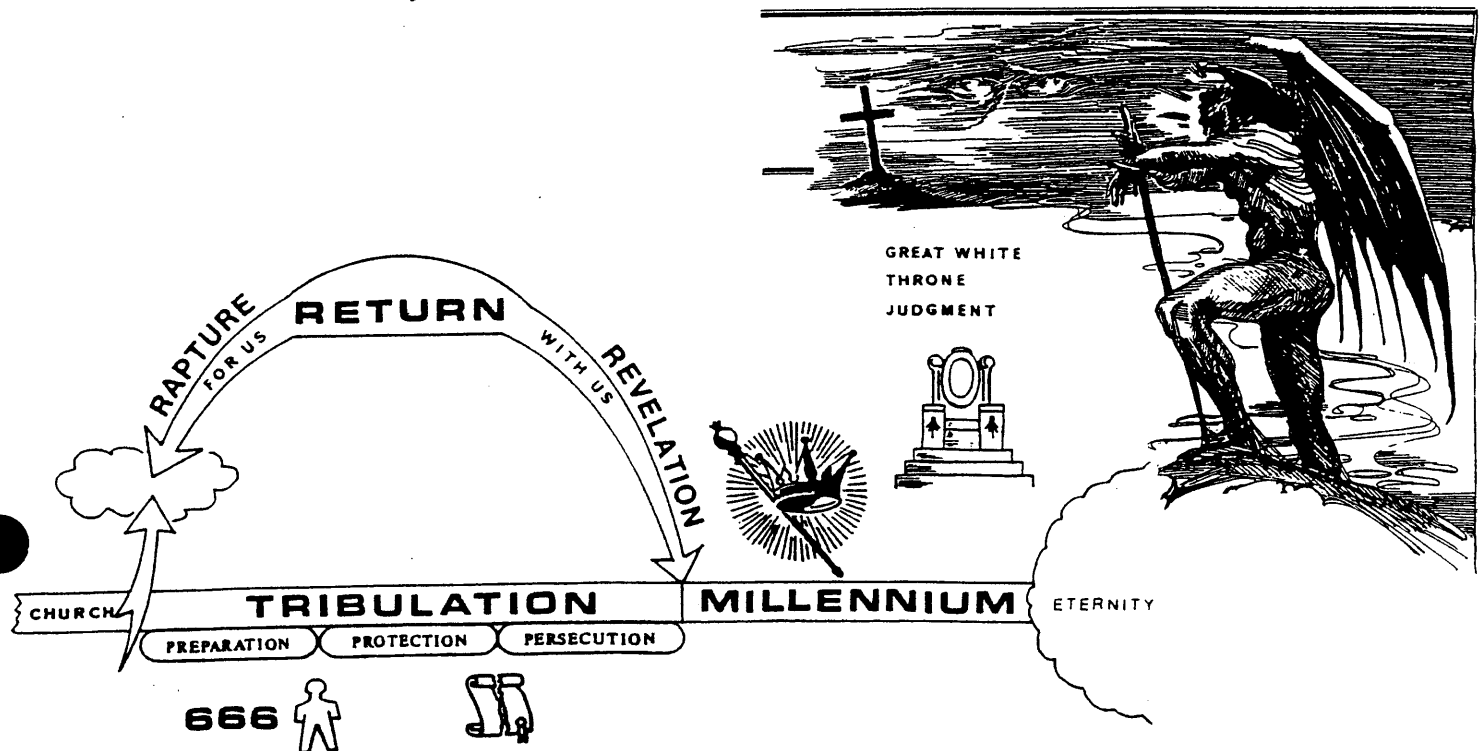 GREAT WHITE
THRONE
JUDGMENT
RAPTURE
FOR US
RETURN
WITH US
REVELATION
CHURCH
TRIBULATION
MILLENNIUM
ETERNITY
PREPARATION
PROTECTION
PERSECUTION
666